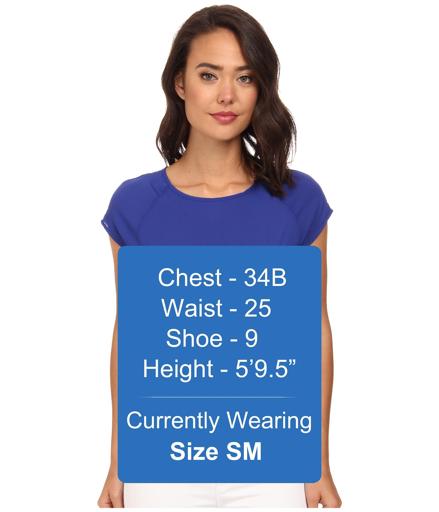 Chest - 34B
Waist - 25
Shoe - 9
Height - 5’9.5”
Currently Wearing
Size SM